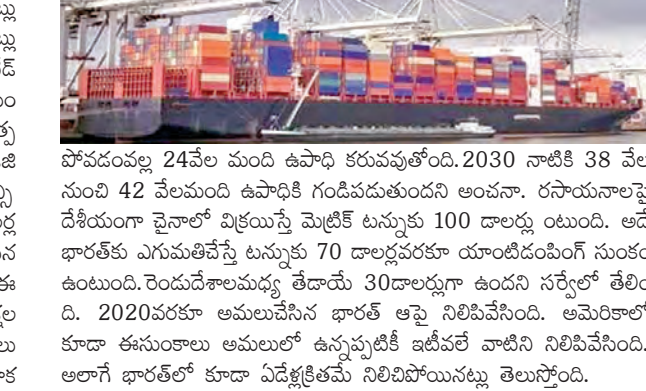 ట్లు
ట్లు
డ్
ం
త్ప
జి
స్ని
ర్ల
న
ఈ
క్షల
లు
ాక
పోవడంవల్ల 24వేల మంది ఉపాధి కరువవుతోంది.2030 నాటికి 38 వేల
నుంచి 42 వేలమంది ఉపాధికి గండిపడుతుందని అంచనా. రసాయనాలపై
దేశీయంగా చైనాలో విక్రయిస్తే మెట్రిక్ టన్నుకు 100 డాలర్లు ంటుంది. అదే
భారత్‌కు ఎగుమతిచేస్తే టన్నుకు 70 డాలర్లవరకూ యాంటిడంపింగ్ సుంకం
ఉంటుంది.రెండుదేశాలమధ్య తేడాయే 30డాలర్లుగా ఉందని సర్వేలో తేలిం
ది. 2020వరకూ అమలుచేసిన భారత్ ఆపై నిలిపివేసింది. అమెరికాలో
కూడా ఈసుంకాలు అమలులో ఉన్నప్పటికీ ఇటీవలే వాటిని నిలిపివేసింది.
అలాగే భారత్‌లో కూడా ఏడేళ్లక్రితమే నిలిచిపోయినట్లు తెలుస్తోంది.